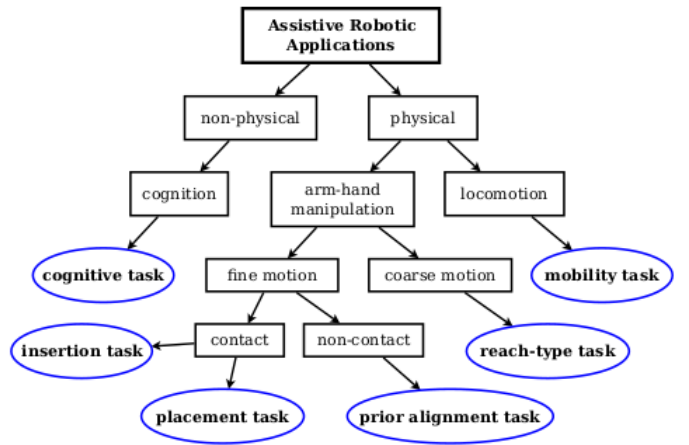 Assistive Robotic
Applications
non-physical
physical
cognition
arm-hand
manipulation
locomotion
cognitive task
fine motion
coarse motion
mobility task
insertion task
contact
non-contact
reach-type task
placement task
prior alignment task